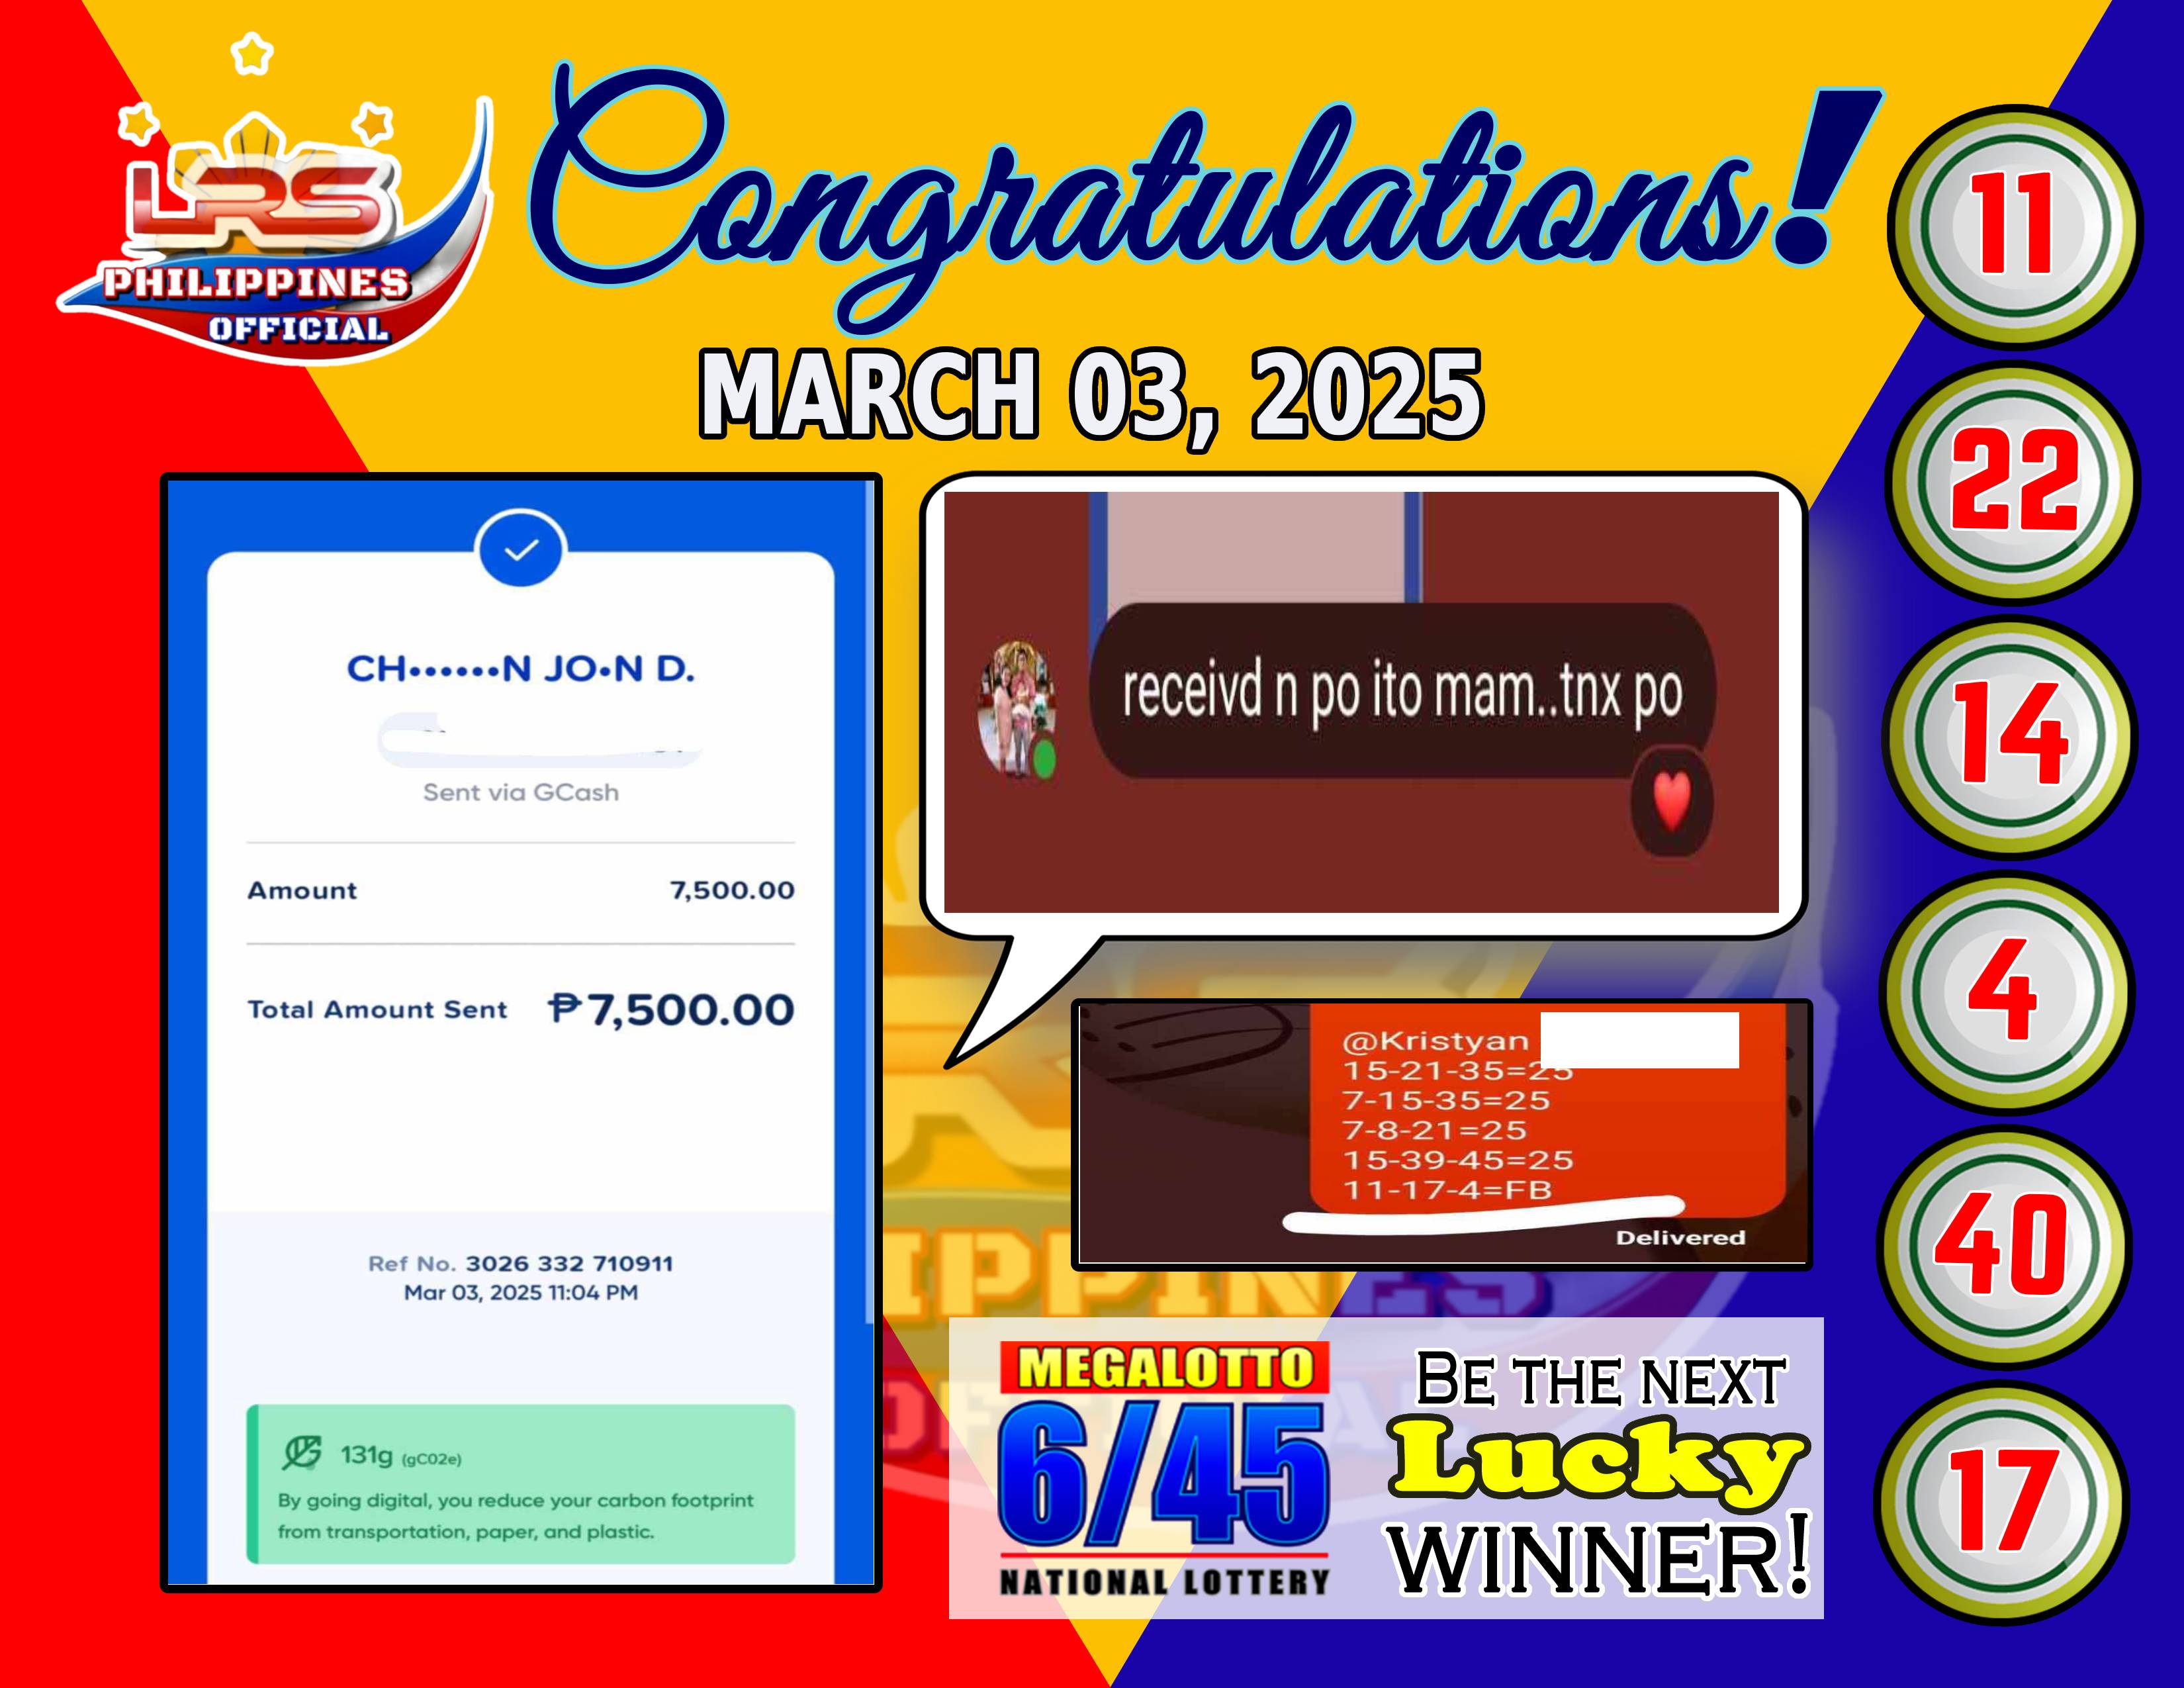 LRS
PHILIPPINES
OFFICIAL
Congratulations!
MARCH 03, 2025
CH••••••N JO•N D.
Sent via GCash
Amount 7,500.00
Total Amount Sent ₱7,500.00
Ref No. 3026 332 710911
Mar 03, 2025 11:04 PM
131g (gCO2e)
By going digital, you reduce your carbon footprint
from transportation, paper, and plastic.
receivd n po ito mam..tnx po
@Kristyan
15-21-35=25
7-15-35=25
7-8-21=25
15-39-45=25
11-17-4=FB
Delivered
MEGALOTTO
6/45
NATIONAL LOTTERY
BE THE NEXT
Lucky
WINNER!
11
22
14
4
40
17